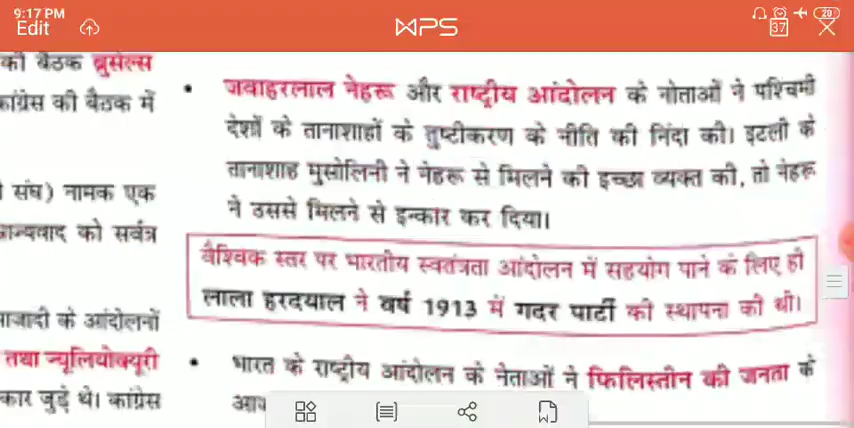 9:17 PM
20
Edit
WPS
37
की बैठक ब्रुसेल्स
कांग्रेस की बैठक में
संघ) नामक एक
को सर्वत्र
के आंदोलनों
तथा न्यूलियोक्यूरी
जुड़े थे। कांग्रेस
• जवाहरलाल नेहरू और राष्ट्रीय आंदोलन के नोताओं ने पश्चिमी
देशों के तानाशाहों के तुष्टीकरण के नीति की निंदा की। इटली के
तानाशाह मुसोलिनी ने नेहरू से मिलने की इच्छा व्यक्त की, तो नेहरू
ने उससे मिलने से इन्कार कर दिया।
वैश्विक स्तर पर भारतीय स्वतंत्रता आंदोलन में सहयोग पाने के लिए ही
लाला हरदयाल ने वर्ष 1913 में गदर पार्टी की स्थापना की थी।
• भारत के राष्ट्रीय आंदोलन के नेताओं ने फिलिस्तीन की जनता के